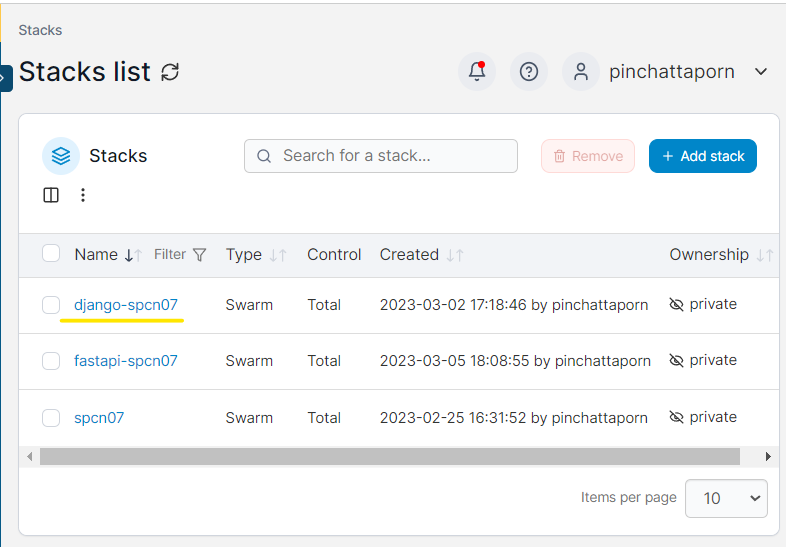 Stacks
Stacks list
pinchattaporn
Stacks
Search for a stack...
Remove
+ Add stack
Name Filter Type Control Created Ownership
django-spcn07 Swarm Total 2023-03-02 17:18:46 by pinchattaporn private
fastapi-spcn07 Swarm Total 2023-03-05 18:08:55 by pinchattaporn private
spcn07 Swarm Total 2023-02-25 16:31:52 by pinchattaporn private
Items per page 10